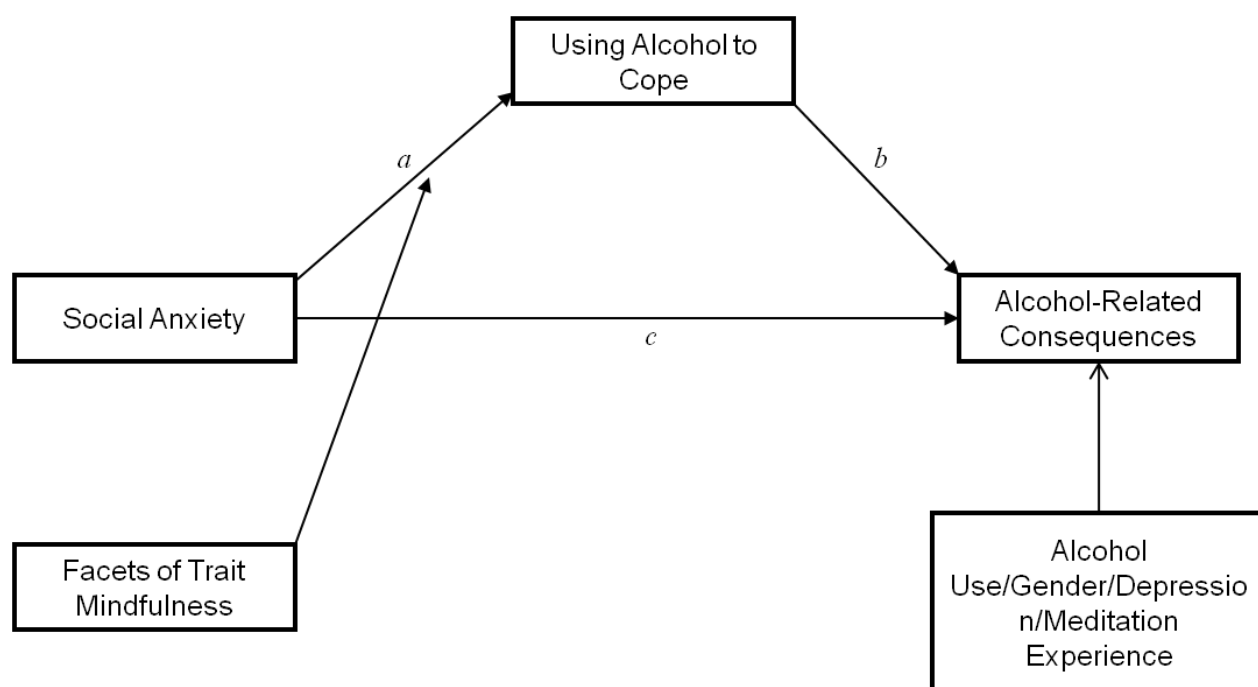 Using Alcohol to
Cope
a
b
Social Anxiety
c
Alcohol-Related
Consequences
Facets of Trait
Mindfulness
Alcohol
Use/Gender/Depressio
n/Meditation
Experience